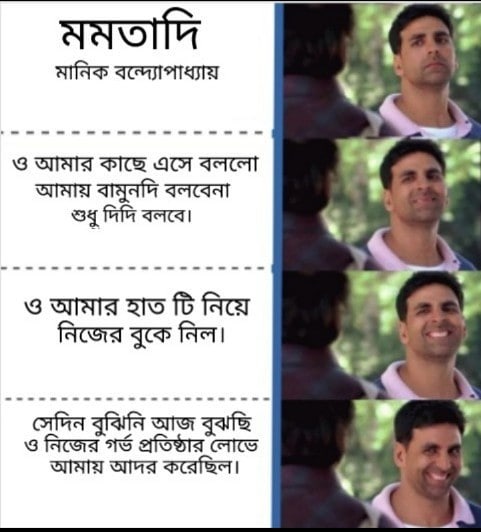 মমতাদি
মানিক বন্দ্যোপাধ্যায়
ও আমার কাছে এসে বললো
আমায় বামুনদি বলবেনা
শুধু দিদি বলবে।
ও আমার হাত টি নিয়ে
নিজের বুকে নিল।
সেদিন বুঝিনি আজ বুঝছি
ও নিজের গর্ভ প্রতিষ্ঠার লোভে
আমায় আদর করেছিল।